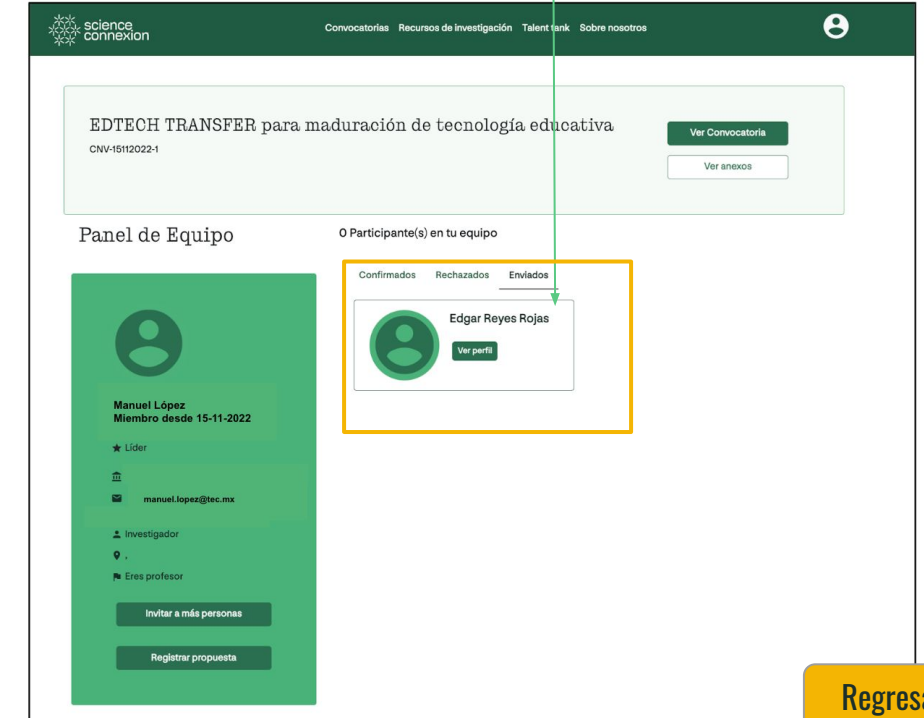 science
connexion
Convocatorias Recursos de investigación Talent tank Sobre nosotros
EDTECH TRANSFER para maduración de tecnología educativa
CNV-15112022-1
Ver Convocatoria
Ver anexos
Panel de Equipo
0 Participante(s) en tu equipo
Confirmados Rechazados Enviados
Edgar Reyes Rojas
Ver perfil
Manuel López
Miembro desde 15-11-2022
Líder
manuel.lopez@tec.mx
Investigador
.
Eres profesor
Invitar a más personas
Registrar propuesta